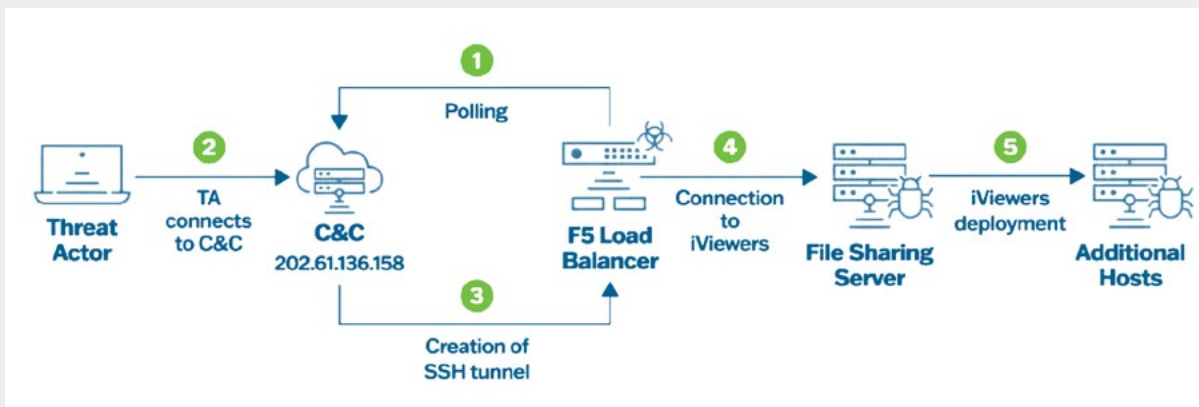 1
Polling
2
TA
connects
to C&C
Threat
Actor
C&C
202.61.136.158
3
Creation of
SSH tunnel
F5 Load
Balancer
4
Connection
to
iViewers
File Sharing
Server
5
iViewers
deployment
Additional
Hosts